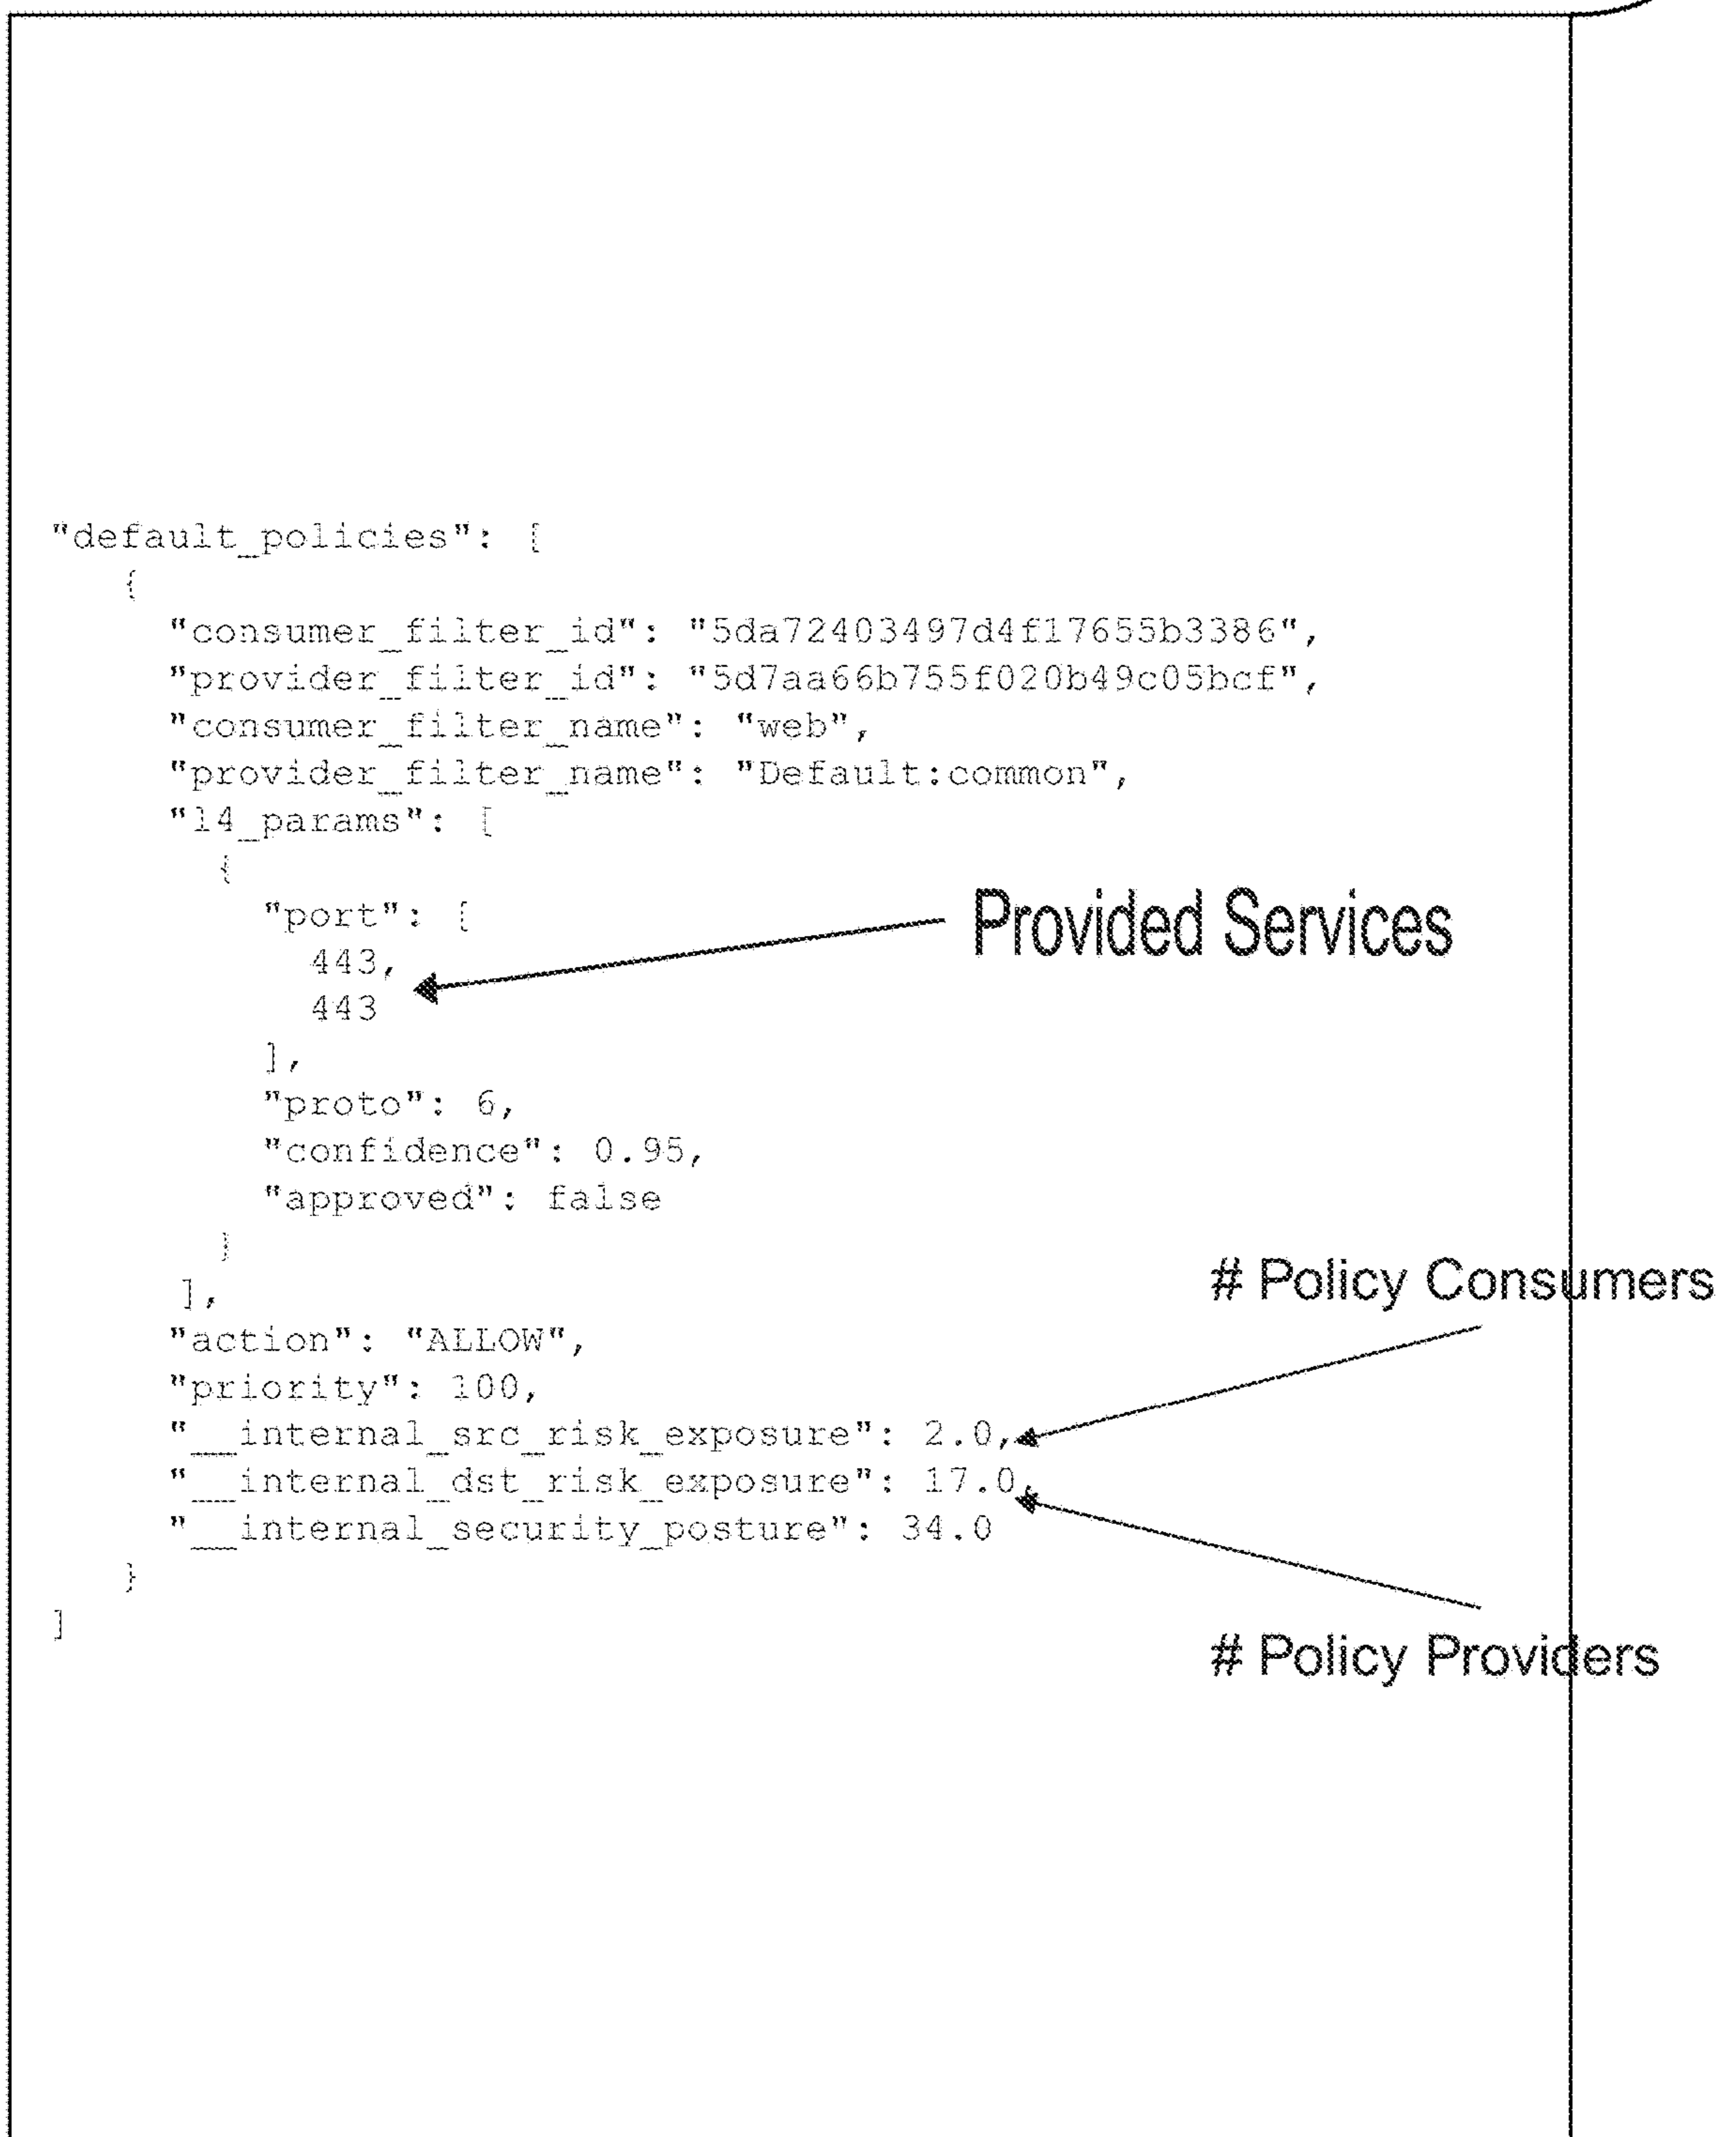 "default_policies": [
{
"consumer_filter_id": "5da72403497d4f17655b3386",
"provider_filter_id": "5d7aa66b755f020b49c05bcf",
"consumer_filter_name": "web",
"provider_filter_name": "Default:common",
"l4_params": [
{
"port": [
Provided Services
443,
443
],
"proto": 6,
"confidence": 0.95,
"approved": false
}
# Policy Consumers
],
"action": "ALLOW",
"priority": 100,
"__internal_src_risk_exposure": 2.0,
"__internal_dst_risk_exposure": 17.0,
"__internal_security_posture": 34.0
}
]
# Policy Providers